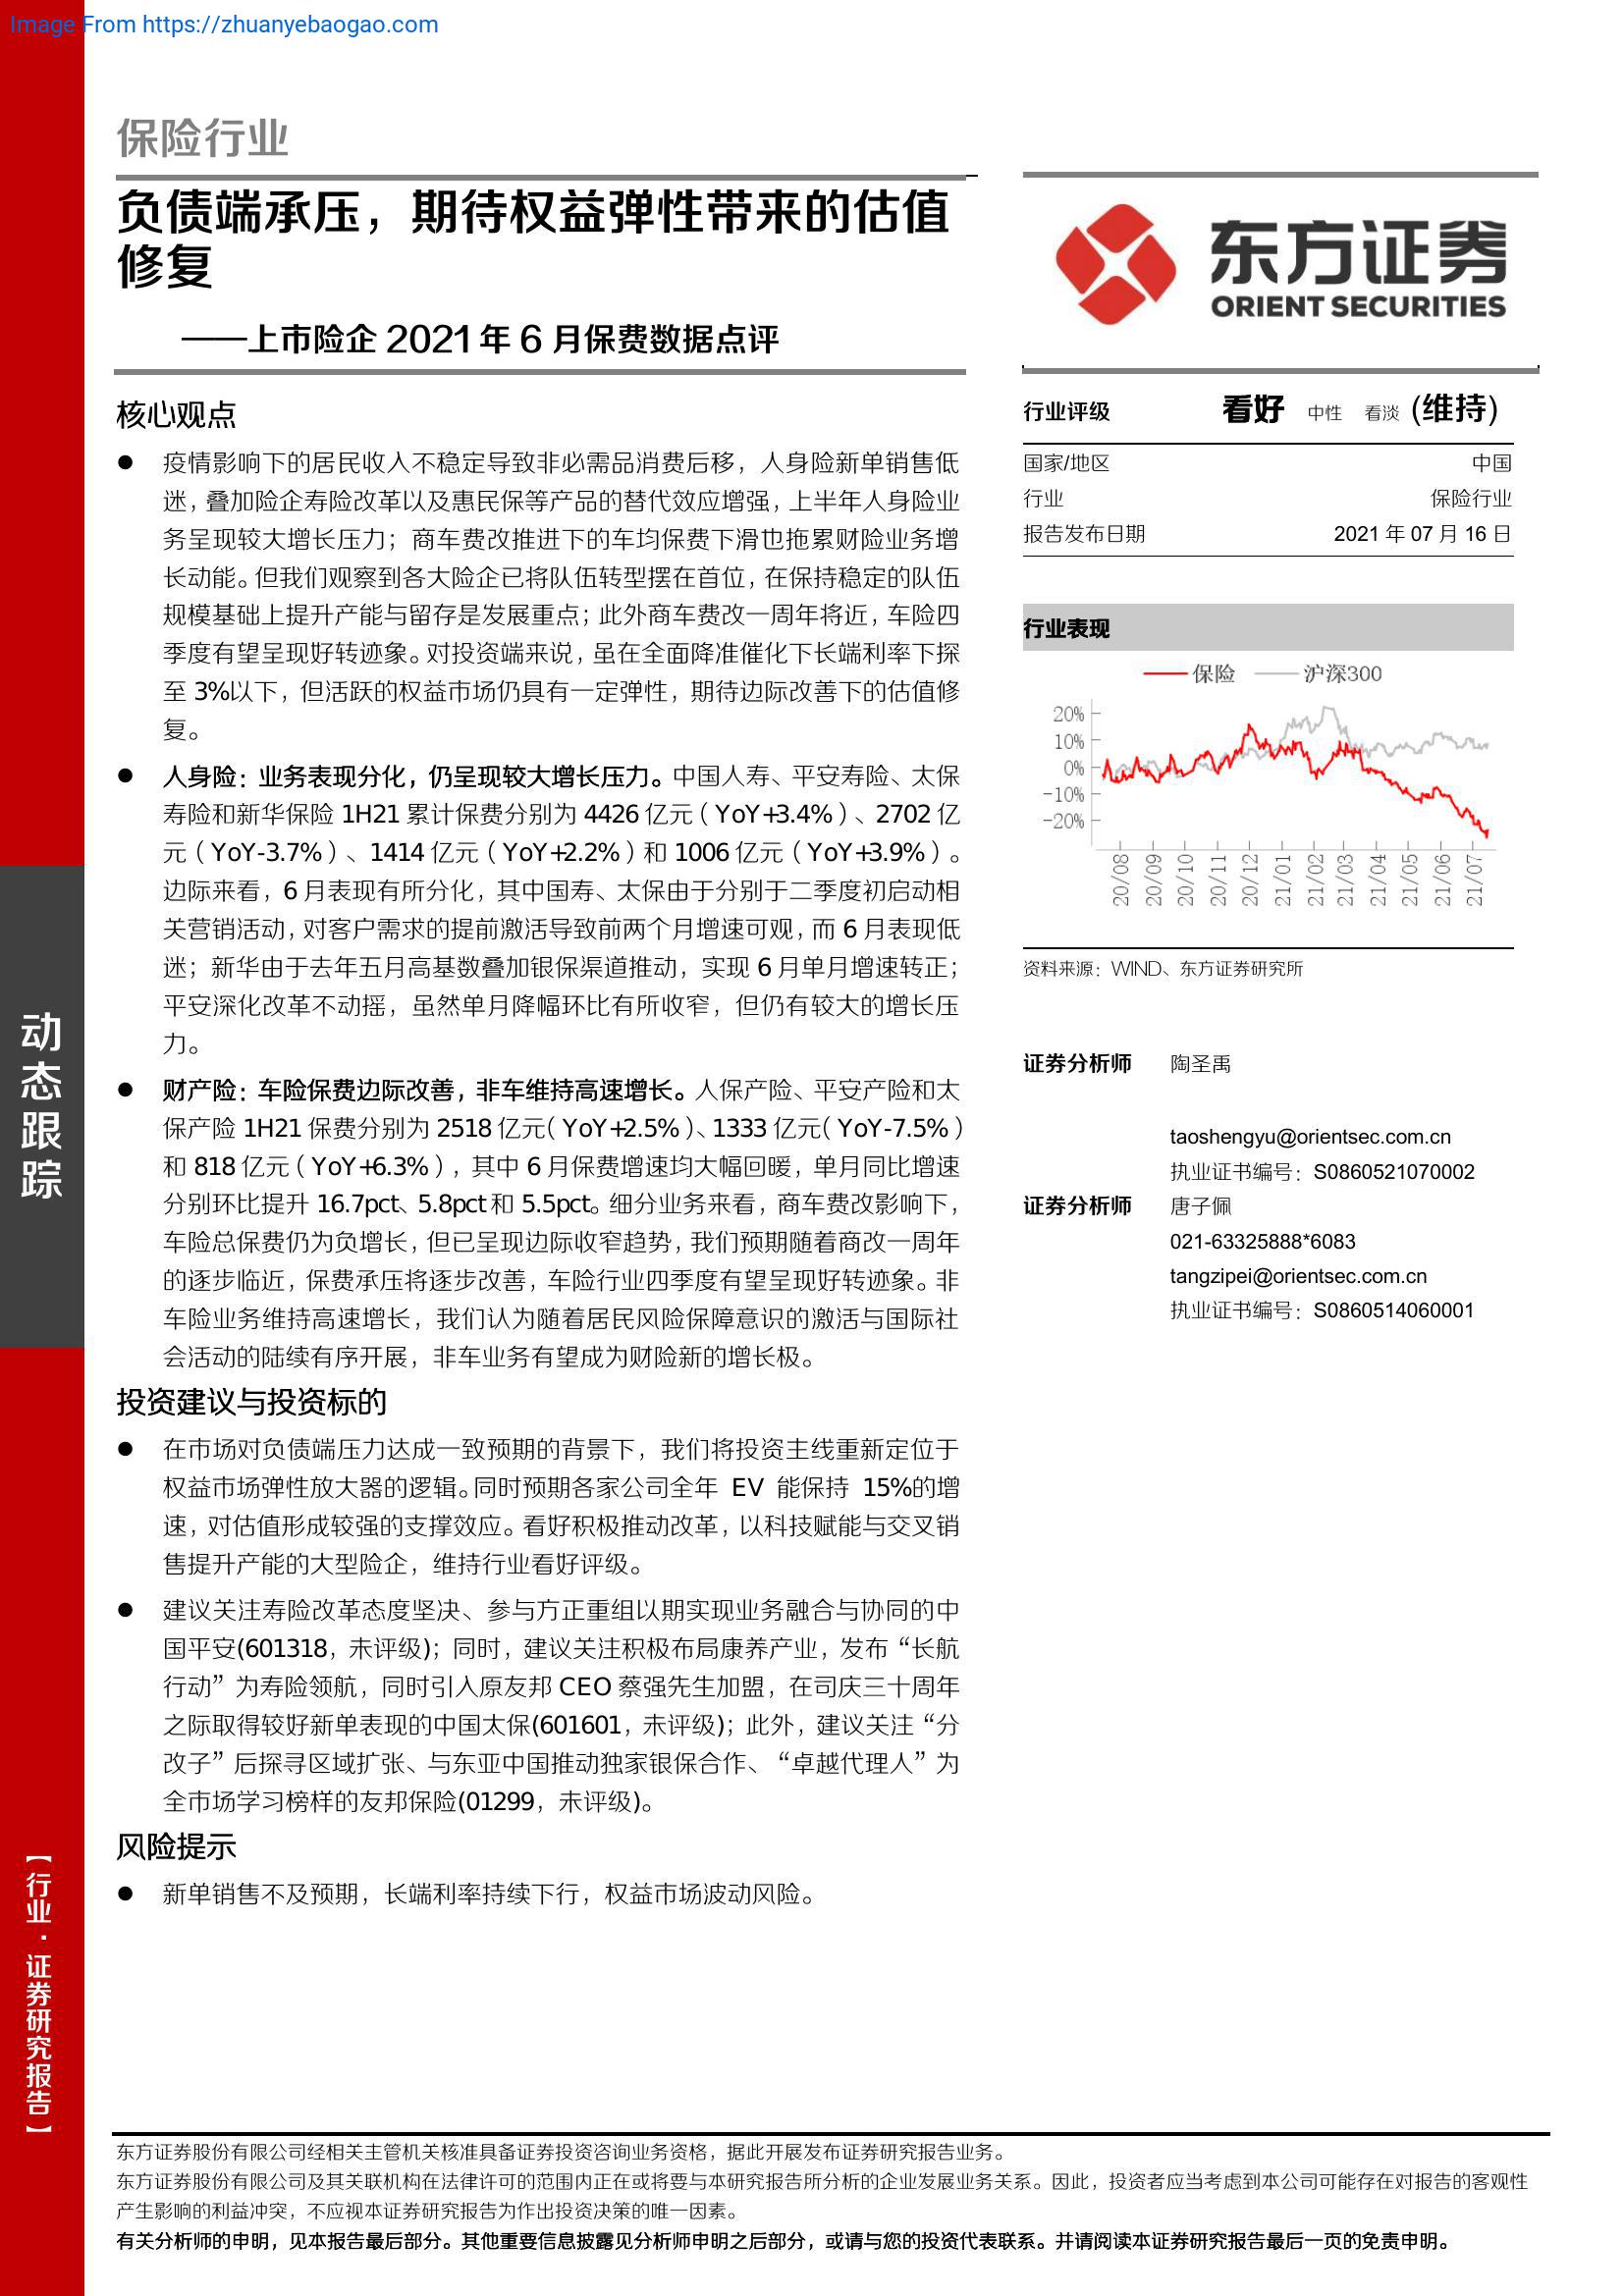 Image From https://zhuanyebaogao.com
保险行业
负债端承压，期待权益弹性带来的估值
修复
——上市险企 2021 年 6 月保费数据点评
核心观点
● 疫情影响下的居民收入不稳定导致非必需品消费后移，人身险新单销售低
迷，叠加险企寿险改革以及惠民保等产品的替代效应增强，上半年人身险业
务呈现较大增长压力；商车费改推进下的车均保费下滑也拖累财险业务增
长动能。但我们观察到各大险企已将队伍转型摆在首位，在保持稳定的队伍
规模基础上提升产能与留存是发展重点；此外商车费改一周年将近，车险四
季度有望呈现好转迹象。对投资端来说，虽在全面降准催化下长端利率下探
至 3%以下，但活跃的权益市场仍具有一定弹性，期待边际改善下的估值修
复。
● 人身险：业务表现分化，仍呈现较大增长压力。中国人寿、平安寿险、太保
寿险和新华保险 1H21 累计保费分别为 4426 亿元（YoY+3.4%）、2702 亿
元（YoY-3.7%）、1414 亿元（YoY+2.2%）和 1006 亿元（YoY+3.9%）。
边际来看，6 月表现有所分化，其中国寿、太保由于分别于二季度初启动相
关营销活动，对客户需求的提前激活导致前两个月增速可观，而 6 月表现低
迷；新华由于去年五月高基数叠加银保渠道推动，实现 6 月单月增速转正；
平安深化改革不动摇，虽然单月降幅环比有所收窄，但仍有较大的增长压
力。
● 财产险：车险保费边际改善，非车维持高速增长。人保产险、平安产险和太
保产险 1H21 保费分别为 2518 亿元（YoY+2.5%）、1333 亿元（YoY-7.5%）
和 818 亿元（YoY+6.3%），其中 6 月保费增速均大幅回暖，单月同比增速
分别环比提升 16.7pct、5.8pct 和 5.5pct。细分业务来看，商车费改影响下，
车险总保费仍为负增长，但已呈现边际收窄趋势，我们预期随着商改一周年
的逐步临近，保费承压将逐步改善，车险行业四季度有望呈现好转迹象。非
车险业务维持高速增长，我们认为随着居民风险保障意识的激活与国际社
会活动的陆续有序开展，非车业务有望成为财险新的增长极。
投资建议与投资标的
● 在市场对负债端压力达成一致预期的背景下，我们将投资主线重新定位于
权益市场弹性放大器的逻辑。同时预期各家公司全年 EV 能保持 15%的增
速，对估值形成较强的支撑效应。看好积极推动改革，以科技赋能与交叉销
售提升产能的大型险企，维持行业看好评级。
● 建议关注寿险改革态度坚决、参与方正重组以期实现业务融合与协同的中
国平安(601318，未评级)；同时，建议关注积极布局康养产业，发布“长航
行动”为寿险领航，同时引入原友邦 CEO 蔡强先生加盟，在司庆三十周年
之际取得较好新单表现的中国太保(601601，未评级)；此外，建议关注“分
改子”后探寻区域扩张、与东亚中国推动独家银保合作、“卓越代理人”为
全市场学习榜样的友邦保险(01299，未评级)。
风险提示
● 新单销售不及预期，长端利率持续下行，权益市场波动风险。
东方证券
ORIENT SECURITIES
行业评级 看好 中性 看淡 (维持)
国家/地区 中国
行业 保险行业
报告发布日期 2021 年 07 月 16 日
行业表现
保险 沪深300
20%
10%
0%
-10%
-20%
20/08 20/09 20/10 20/11 20/12 21/01 21/02 21/03 21/04 21/05 21/06 21/07
资料来源：WIND、东方证券研究所
证券分析师 陶圣禹
taoshengyu@orientsec.com.cn
执业证书编号：S0860521070002
证券分析师 唐子佩
021-63325888*6083
tangzipei@orientsec.com.cn
执业证书编号：S0860514060001
动态跟踪
【行业·证券研究报告】
东方证券股份有限公司经相关主管机关核准具备证券投资咨询业务资格，据此开展发布证券研究报告业务。
东方证券股份有限公司及其关联机构在法律许可的范围内正在或将要与本研究报告所分析的企业发展业务关系。因此，投资者应当考虑到本公司可能存在对报告的客观性
产生影响的利益冲突，不应视本证券研究报告为作出投资决策的唯一因素。
有关分析师的申明，见本报告最后部分。其他重要信息披露见分析师申明之后部分，或请与您的投资代表联系。并请阅读本证券研究报告最后一页的免责申明。